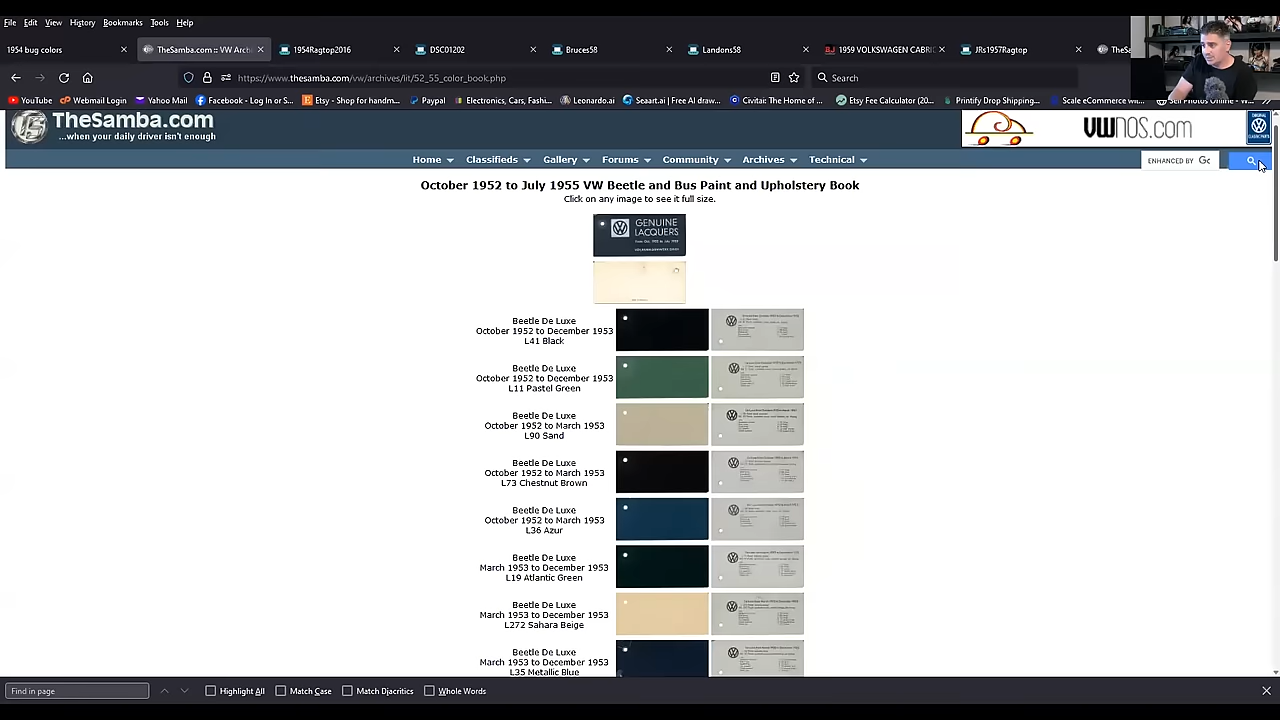 File Edit View History Bookmarks Tools Help
1954 bug colors
TheSamba.com :: VW Arch
1954Ragtop2016
DSC01202
Bruces58
Landons58
1959 VOLKSWAGEN CABRI
JRs1957Ragtop
TheSa
https://www.thesamba.com/vw/archives/lit/52_55_color_book.php
Search
YouTube
Webmail Login
Yahoo Mail
Facebook - Log In or S...
Etsy - Shop for handm...
Paypal
Electronics, Cars, Fashi...
Leonardo.ai
Seaart.ai | Free AI draw...
Civitai: The Home of ...
Etsy Fee Calculator (20...
Printify Drop Shipping...
Scale eCommerce wit...
Sell Photos Online - W...
TheSamba.com
...when your daily driver isn't enough
VWNOS.com
Home Classifieds Gallery Forums Community Archives Technical
ENHANCED BY Go
October 1952 to July 1955 VW Beetle and Bus Paint and Upholstery Book
Click on any image to see it full size.
GENUINE
LACQUERS
Beetle De Luxe
2 to December 1953
L41 Black
Beetle De Luxe
October 1952 to December 1953
L11 Pastel Green
Beetle De Luxe
October 1952 to March 1953
L90 Sand
Beetle De Luxe
1952 to March 1953
L73 Chestnut Brown
Beetle De Luxe
October 1952 to March 1953
L36 Azur
Beetle De Luxe
March 1953 to December 1953
Green
Beetle De Luxe
March 1953 to December 1953
L272 Sahara Beige
Beetle De Luxe
1953 to December 1953
L35 Metallic Blue
Find in page
Highlight All
Match Case
Match Diacritics
Whole Words